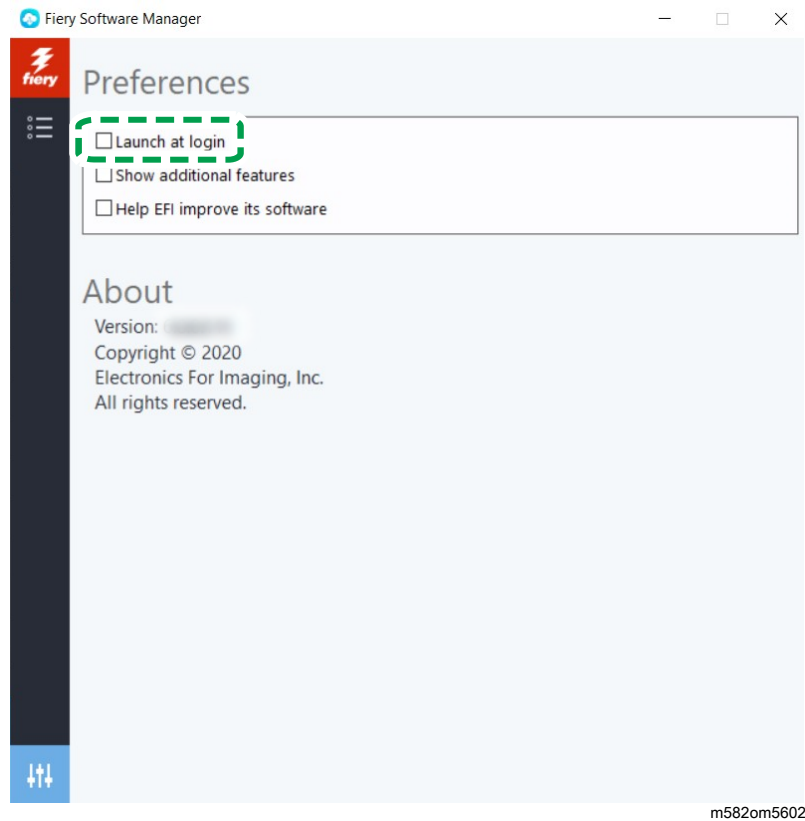 Fiery Software Manager
fiery
Preferences
Launch at login
Show additional features
Help EFI improve its software
About
Version:
Copyright © 2020
Electronics For Imaging, Inc.
All rights reserved.
m582om5602